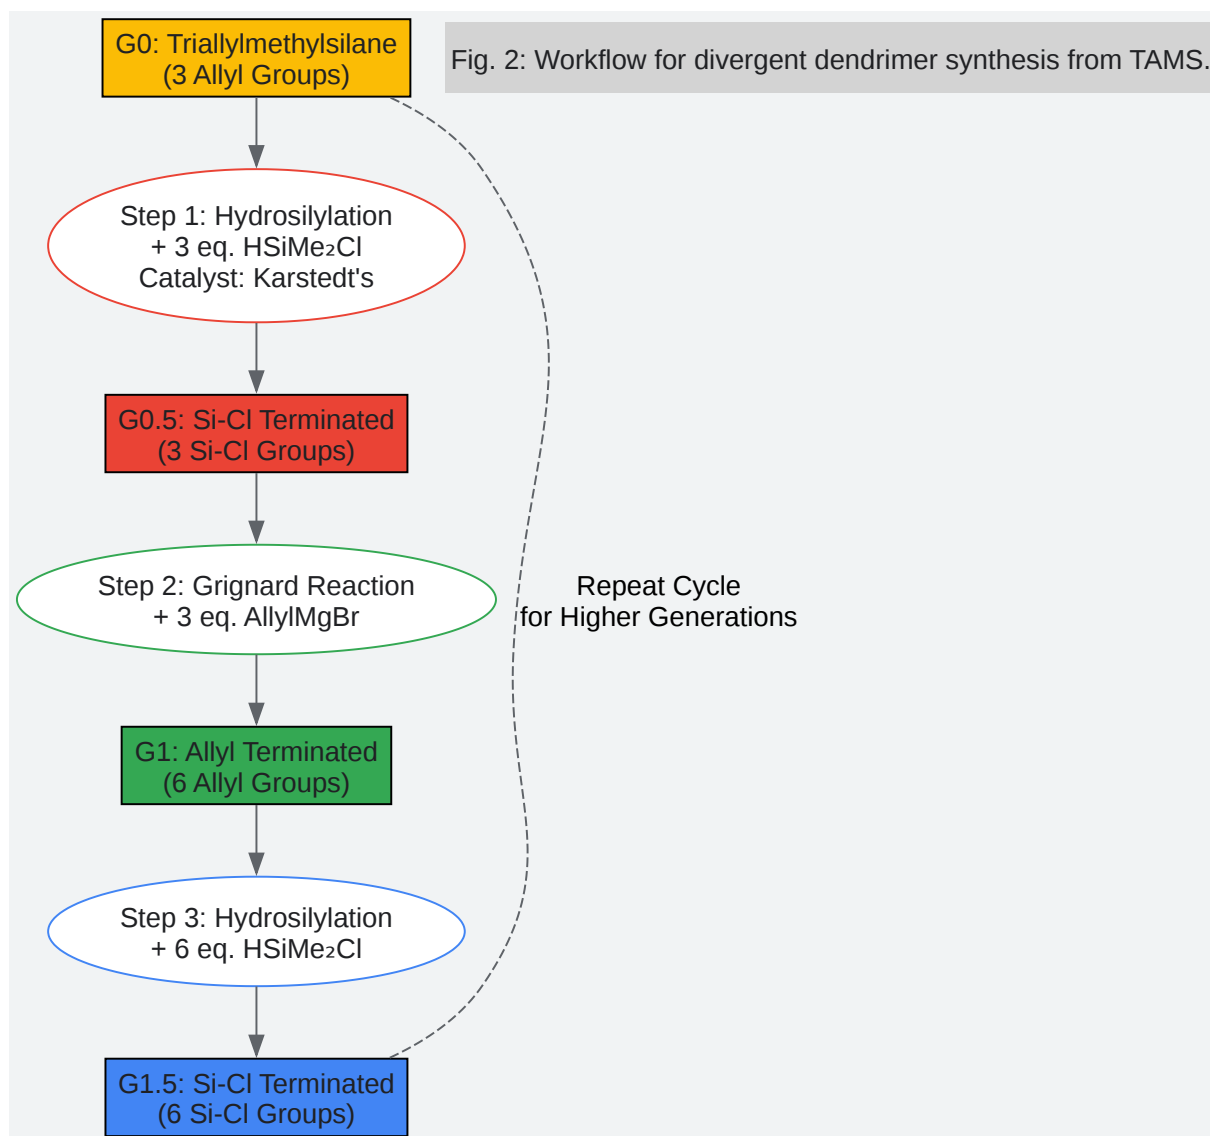 G0: Triallylmethylsilane
(3 Allyl Groups)
Fig. 2: Workflow for divergent dendrimer synthesis from TAMS.
Step 1: Hydrosilylation
+ 3 eq. HSiMe₂Cl
Catalyst: Karstedt's
G0.5: Si-Cl Terminated
(3 Si-Cl Groups)
Step 2: Grignard Reaction
+ 3 eq. AllylMgBr
Repeat Cycle
for Higher Generations
G1: Allyl Terminated
(6 Allyl Groups)
Step 3: Hydrosilylation
+ 6 eq. HSiMe₂Cl
G1.5: Si-Cl Terminated
(6 Si-Cl Groups)